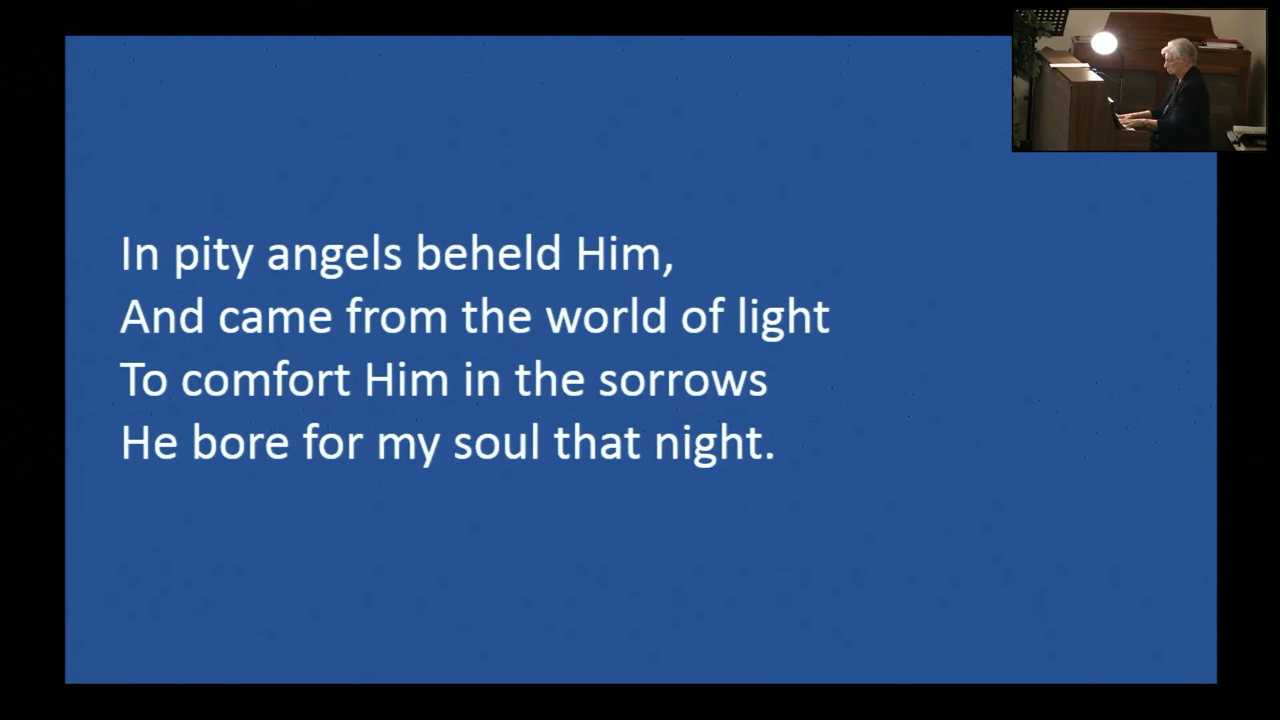 In pity angels beheld Him,
And came from the world of light
To comfort Him in the sorrows
He bore for my soul that night.